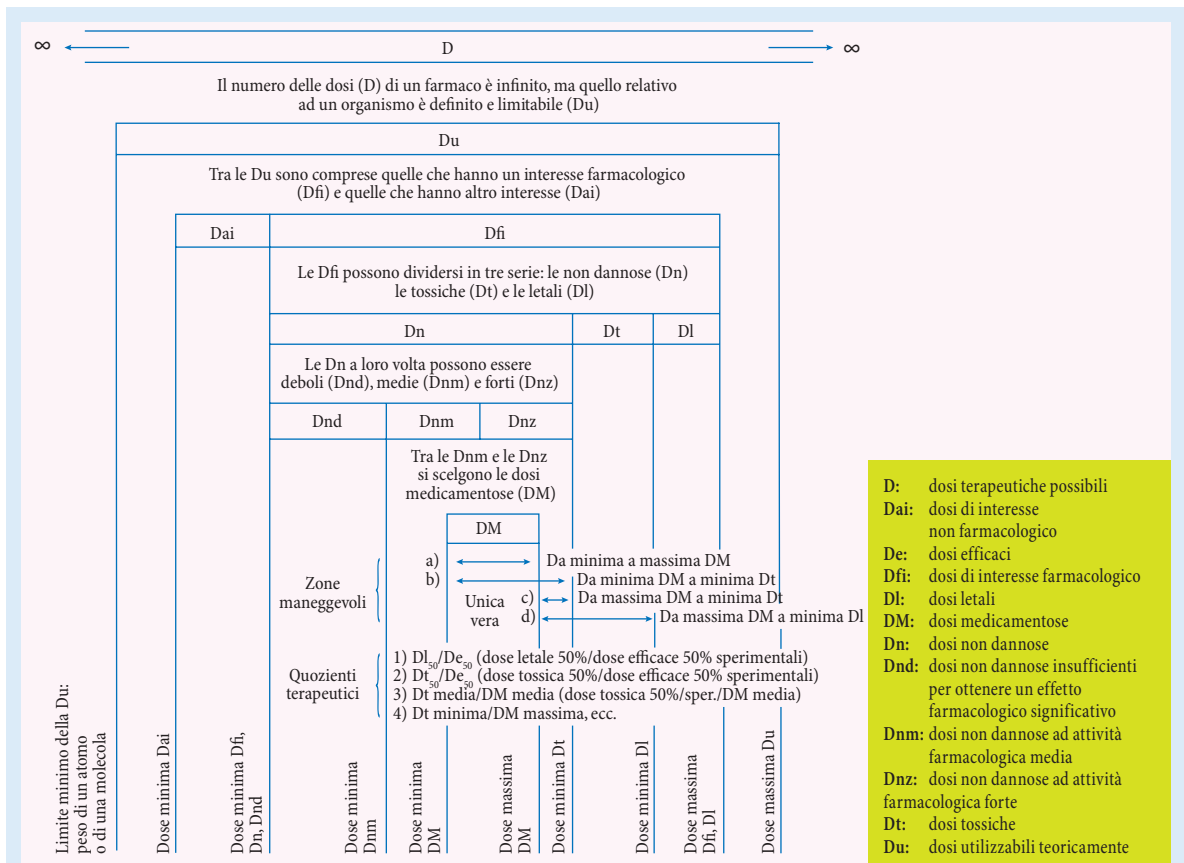 ∞ D ∞
Il numero delle dosi (D) di un farmaco è infinito, ma quello relativo
ad un organismo è definito e limitabile (Du)
Du
Tra le Du sono comprese quelle che hanno un interesse farmacologico
(Dfi) e quelle che hanno altro interesse (Dai)
Dai Dfi
Le Dfi possono dividersi in tre serie: le non dannose (Dn)
le tossiche (Dt) e le letali (Dl)
Dn Dt Dl
Le Dn a loro volta possono essere
deboli (Dnd), medie (Dnm) e forti (Dnz)
Dnd Dnm Dnz
Tra le Dnm e le Dnz
si scelgono le dosi
medicamentose (DM)
DM
Zone
maneggevoli
a) Da minima a massima DM
b) Da minima DM a minima Dt
Unica
vera
c) Da massima DM a minima Dt
d) Da massima DM a minima Dl
Quozienti
terapeutici
1) Dl50/De50 (dose letale 50%/dose efficace 50% sperimentali)
2) Dt50/De50 (dose tossica 50%/dose efficace 50% sperimentali)
3) Dt media/DM media (dose tossica 50%/sper./DM media)
4) Dt minima/DM massima, ecc.
Limite minimo della Du:
peso di un atomo
o di una molecola
Dose minima Dai
Dose minima Dfi,
Dn, Dnd
Dose minima
Dnm
Dose minima
DM
Dose massima
DM
Dose minima Dt
Dose minima Dl
Dose massima
Dfi, Dl
Dose massima Du
D: dosi terapeutiche possibili
Dai: dosi di interesse
non farmacologico
De: dosi efficaci
Dfi: dosi di interesse farmacologico
Dl: dosi letali
DM: dosi medicamentose
Dn: dosi non dannose
Dnd: dosi non dannose insufficienti
per ottenere un effetto
farmacologico significativo
Dnm: dosi non dannose ad attività
farmacologica media
Dnz: dosi non dannose ad attività
farmacologica forte
Dt: dosi tossiche
Du: dosi utilizzabili teoricamente